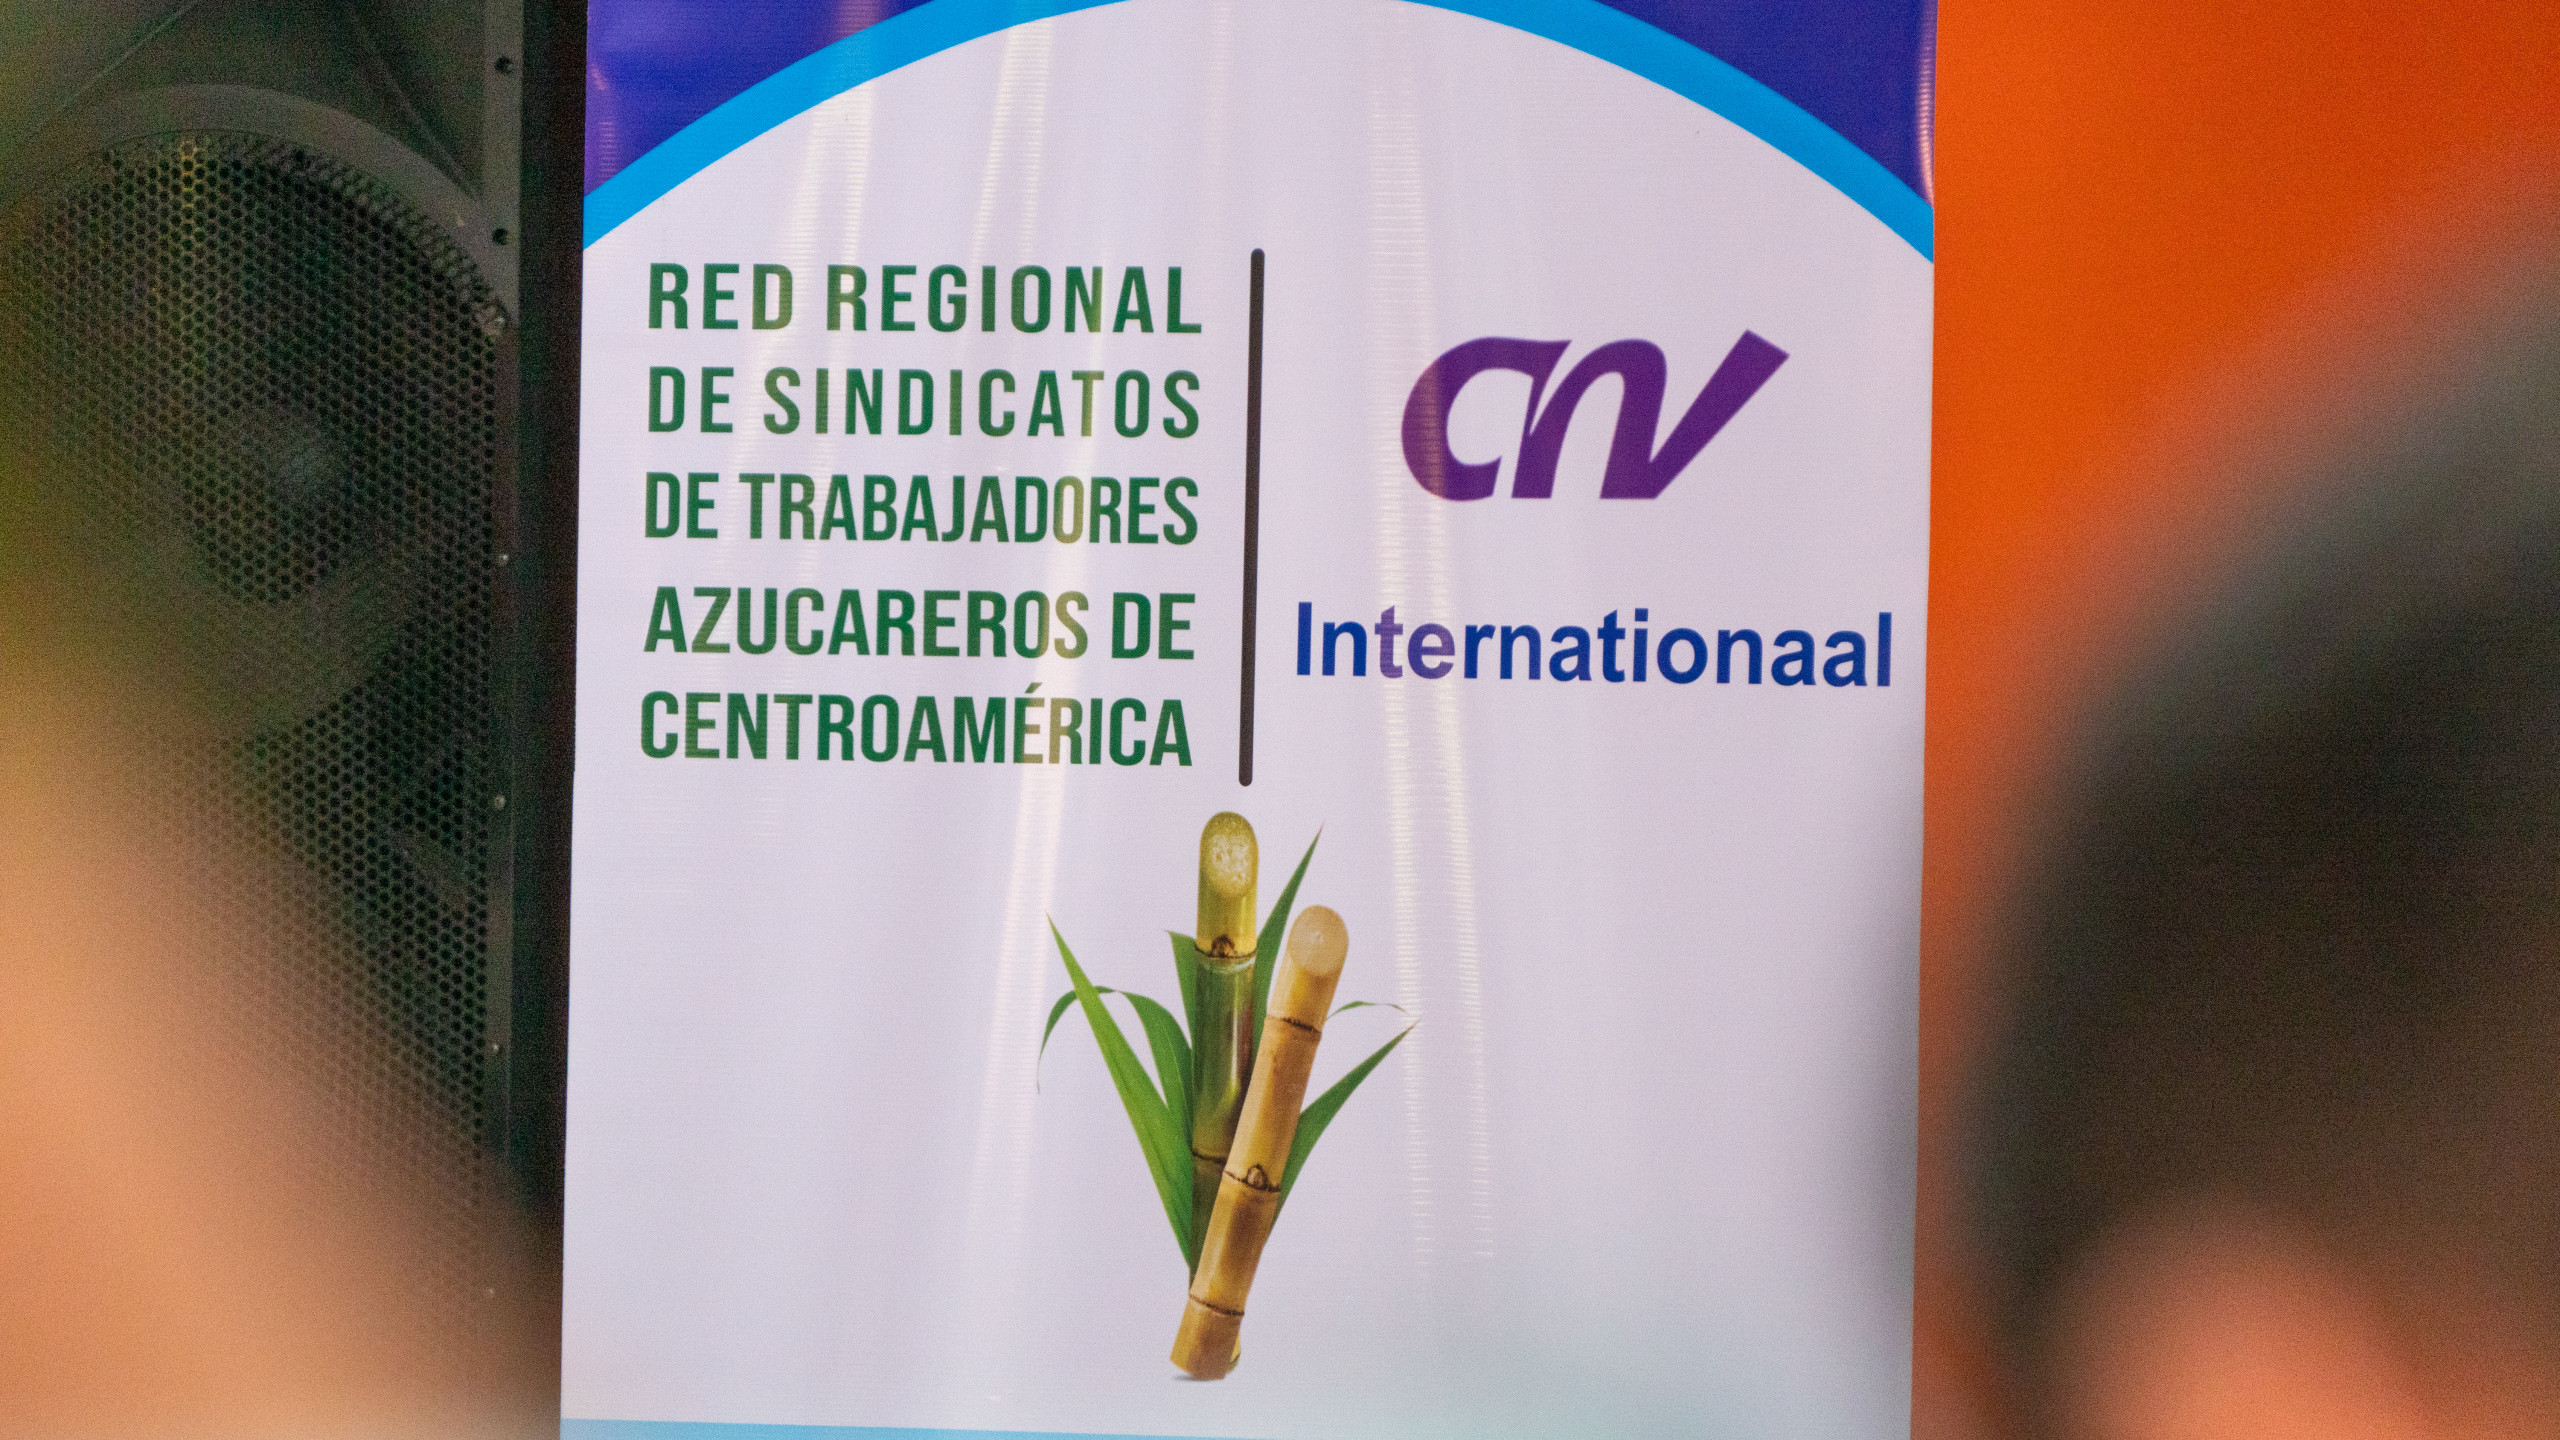 RED REGIONAL
DE SINDICATOS
DE TRABAJADORES
AZUCAREROS DE
CENTROAMÉRICA
CNV
Internationaal